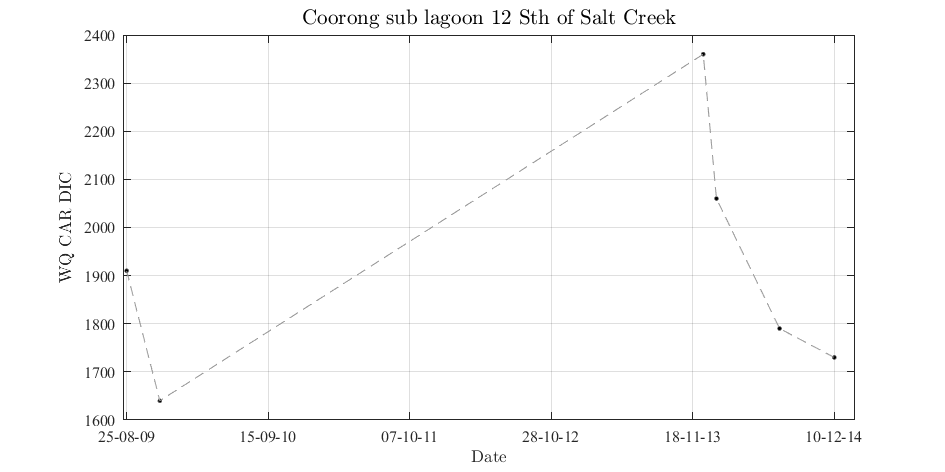 Coorong sub lagoon 12 Sth of Salt Creek
2400
2300
2200
2100
2000
1900
1800
1700
1600
WQ CAR DIC
25-08-09 15-09-10 07-10-11 28-10-12 18-11-13 10-12-14
Date